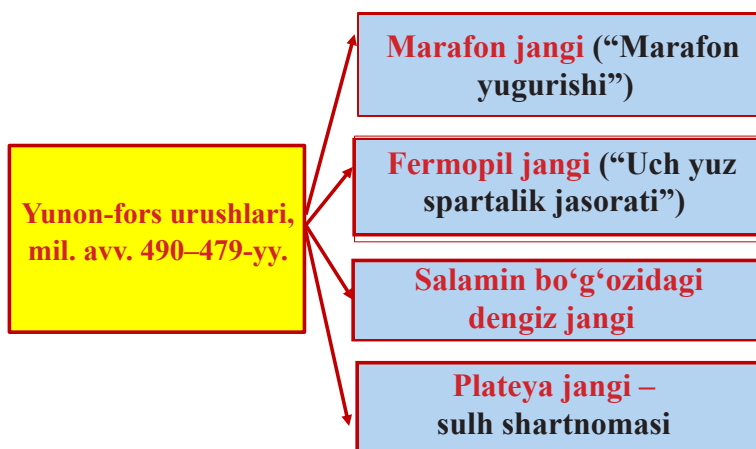 Yunon-fors urushlari,
mil. avv. 490–479-yy.
Marafon jangi (“Marafon
yugurishi”)
Fermopil jangi (“Uch yuz
spartalik jasorati”)
Salamin bo‘g‘ozidagi
dengiz jangi
Plateya jangi –
sulh shartnomasi